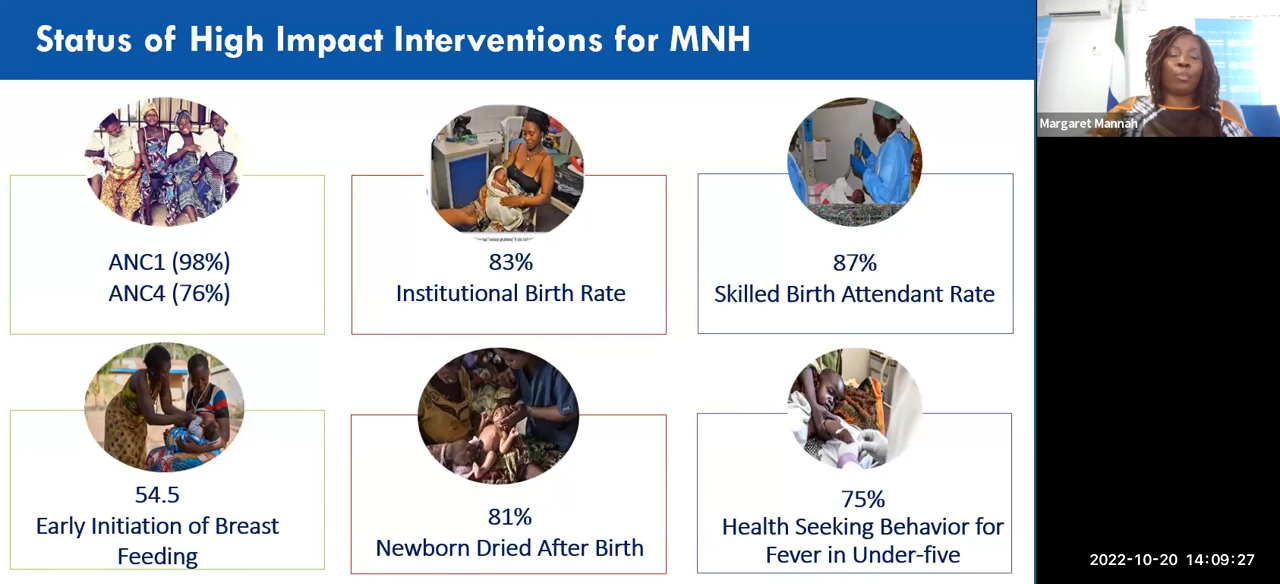 Status of High Impact Interventions for MNH
Margaret Mannah
ANC1 (98%)
ANC4 (76%)
83%
Institutional Birth Rate
87%
Skilled Birth Attendant Rate
54.5
Early Initiation of Breast
Feeding
81%
Newborn Dried After Birth
75%
Health Seeking Behavior for
Fever in Under-five
2022-10-20 14:09:27